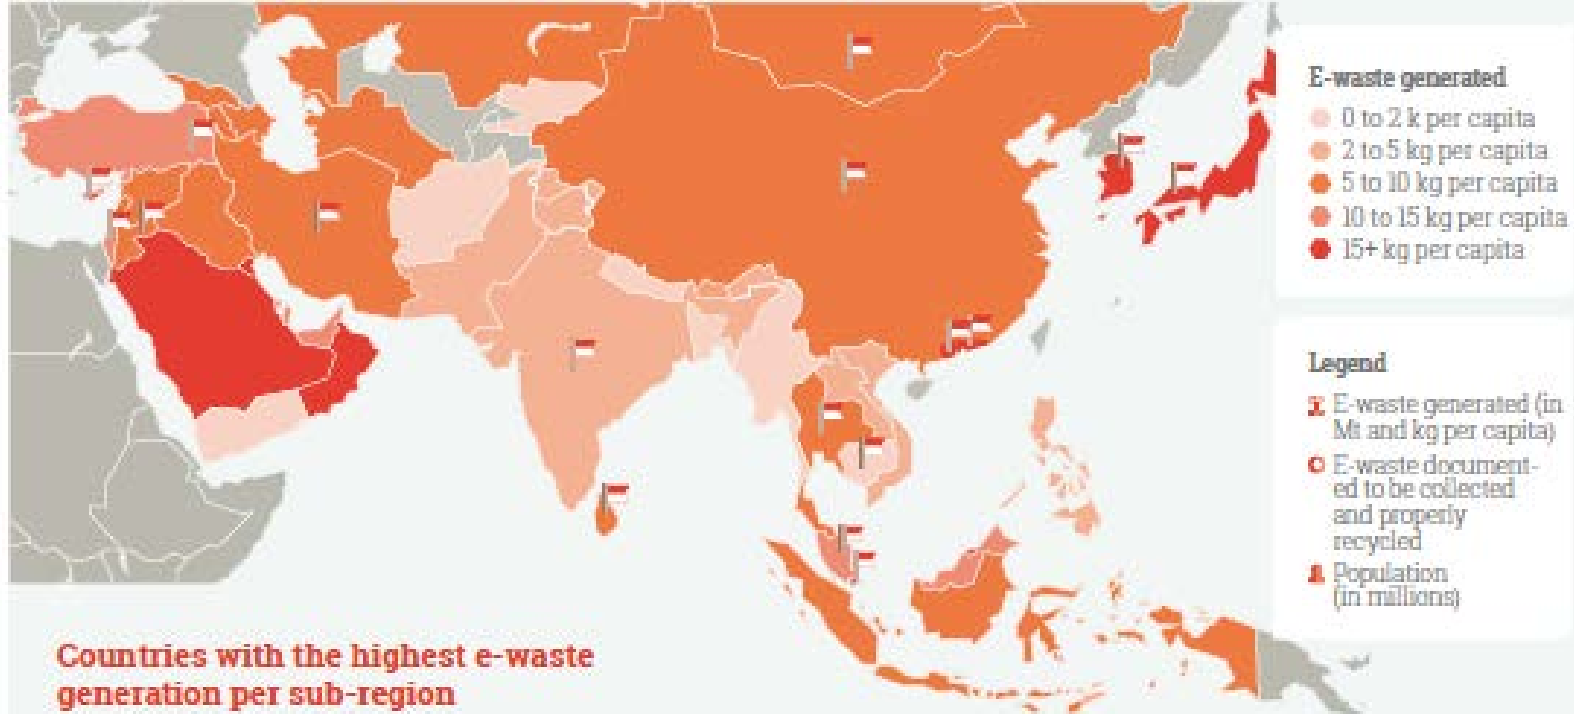 E-waste generated
0 to 2 k per capita
2 to 5 kg per capita
5 to 10 kg per capita
10 to 15 kg per capita
15+ kg per capita
Legend
E-waste generated (in
Mt and kg per capita)
E-waste document-
ed to be collected
and properly
recycled
Population
(in millions)
Countries with the highest e-waste
generation per sub-region